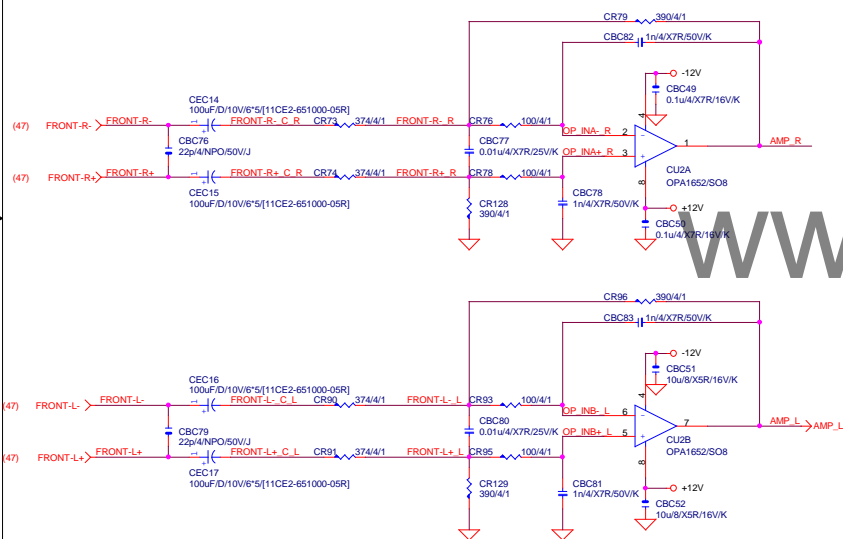 CR79 390/4/1
CBC82 1n/4/X7R/50V/K
-12V
CBC49
0.1u/4/X7R/16V/K
CEC14
100uF/D/10V/6*5/[11CE2-651000-05R]
(47) FRONT-R- FRONT-R- 1 + FRONT-R-_C_R CR73 374/4/1 FRONT-R-_R CR76 100/4/1
CBC76
22p/4/NPO/50V/J
CBC77
0.01u/4/X7R/25V/K
OP_INA-_R 2 4
OP_INA+_R 3 1 AMP_R
CU2A
OPA1652/SO8
8
(47) FRONT-R+ FRONT-R+ 1 + FRONT-R+_C_R CR74 374/4/1 FRONT-R+_R CR78 100/4/1
CEC15
100uF/D/10V/6*5/[11CE2-651000-05R]
CR128
390/4/1
CBC78
1n/4/X7R/50V/K
+12V
CBC50
0.1u/4/X7R/16V/K
WW
CR96 390/4/1
CBC83 1n/4/X7R/50V/K
-12V
CBC51
10u/8/X5R/16V/K
CEC16
100uF/D/10V/6*5/[11CE2-651000-05R]
(47) FRONT-L- FRONT-L- 1 + FRONT-L-_C_L CR90 374/4/1 FRONT-L-_L CR93 100/4/1
CBC79
22p/4/NPO/50V/J
CBC80
0.01u/4/X7R/25V/K
OP_INB-_L 6 4
OP_INB+_L 5 7 AMP_L AMP_L
CU2B
OPA1652/SO8
8
(47) FRONT-L+ FRONT-L+ 1 + FRONT-L+_C_L CR91 374/4/1 FRONT-L+_L CR95 100/4/1
CEC17
100uF/D/10V/6*5/[11CE2-651000-05R]
CR129
390/4/1
CBC81
1n/4/X7R/50V/K
+12V
CBC52
10u/8/X5R/16V/K